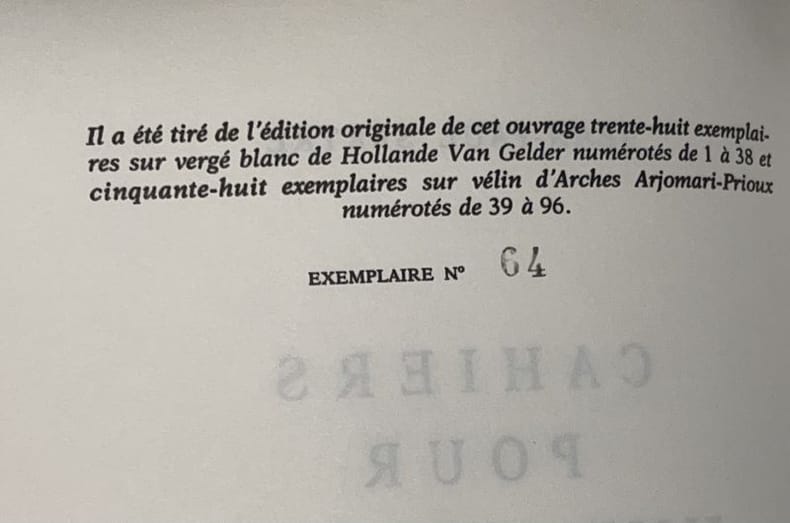 Il a été tiré de l'édition originale de cet ouvrage trente-huit exemplai-
res sur vergé blanc de Hollande Van Gelder numérotés de 1 à 38 et
cinquante-huit exemplaires sur vélin d'Arches Arjomari-Prioux
numérotés de 39 à 96.
EXEMPLAIRE Nº 64
CAHIERS
POUR